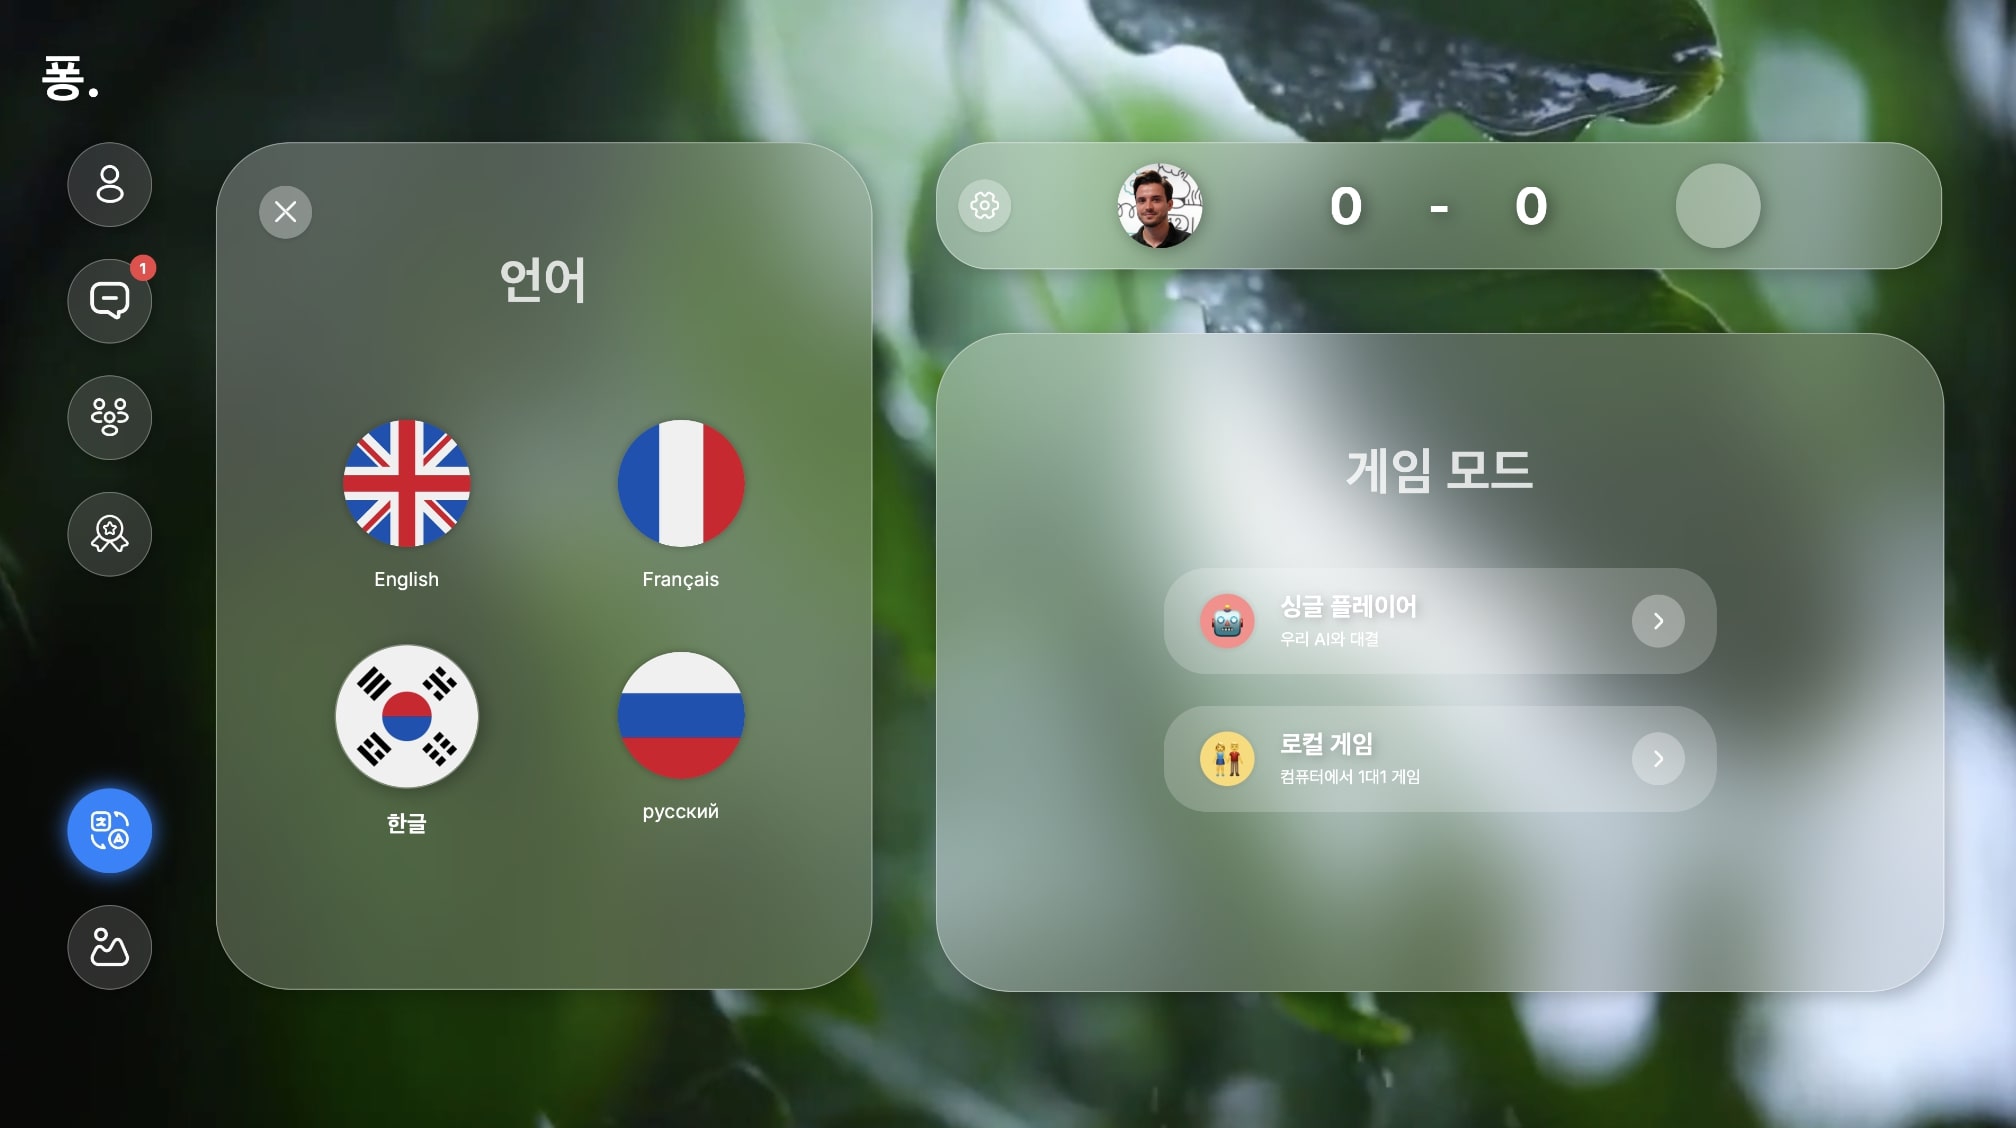 퐁.
1
언어
English
Français
한글
русский
0 - 0
게임 모드
싱글 플레이어
우리 AI와 대결
로컬 게임
컴퓨터에서 1대1 게임